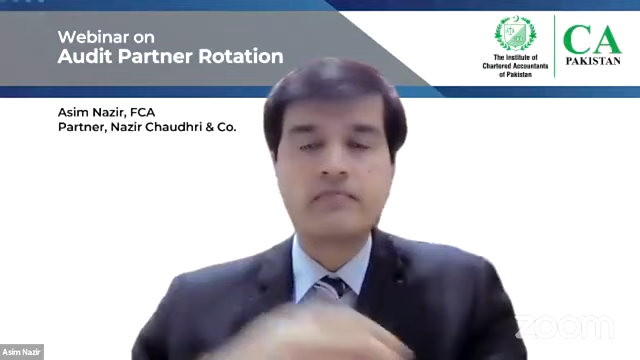 Webinar on
Audit Partner Rotation
The Institute of
Chartered Accountants
of Pakistan
CA
PAKISTAN
Asim Nazir, FCA
Partner, Nazir Chaudhri & Co.
zoom
Asim Nazir